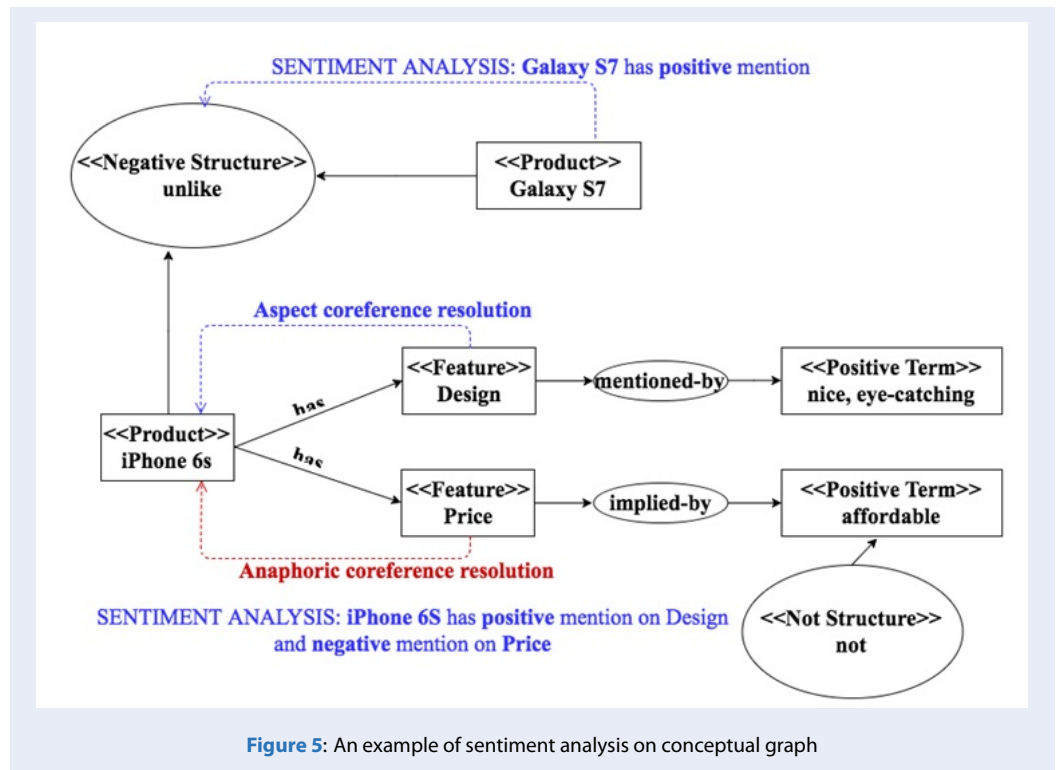 SENTIMENT ANALYSIS: Galaxy S7 has positive mention
<<Negative Structure>>
unlike
<<Product>>
Galaxy S7
Aspect coreference resolution
<<Feature>>
Design
mentioned-by
<<Positive Term>>
nice, eye-catching
has
<<Product>>
iPhone 6s
has
<<Feature>>
Price
implied-by
<<Positive Term>>
affordable
Anaphoric coreference resolution
SENTIMENT ANALYSIS: iPhone 6S has positive mention on Design
and negative mention on Price
<<Not Structure>>
not
Figure 5: An example of sentiment analysis on conceptual graph